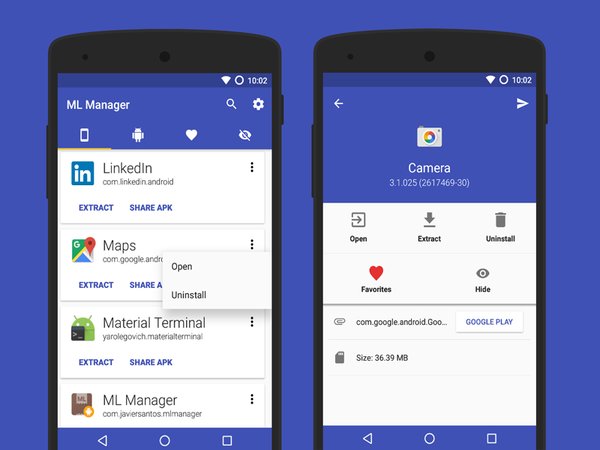 10:02
ML Manager
LinkedIn
com.linkedin.android
EXTRACT SHARE APK
Maps
com.google.andro
Open
EXTRACT SHARE
Uninstall
Material Terminal
yarolegovich.materialterminal
EXTRACT SHARE APK
ML Manager
com.javiersantos.mlmanager
10:02
Camera
3.1.025 (2617469-30)
Open Extract Uninstall
Favorites Hide
com.google.android.Goo... GOOGLE PLAY
Size: 36.39 MB